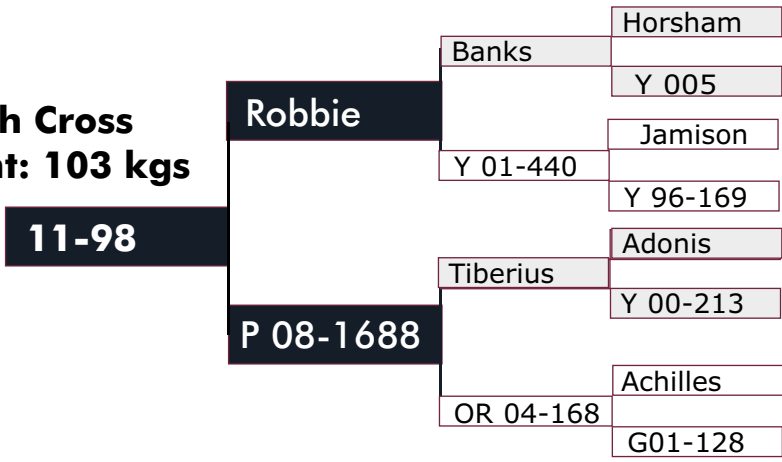 Horsham
Banks
Y 005
Robbie
Cross
Jamison
103 kgs
Y 01-440
Y 96-169
11-98
Adonis
Tiberius
Y 00-213
P 08-1688
Achilles
OR 04-168
G01-128